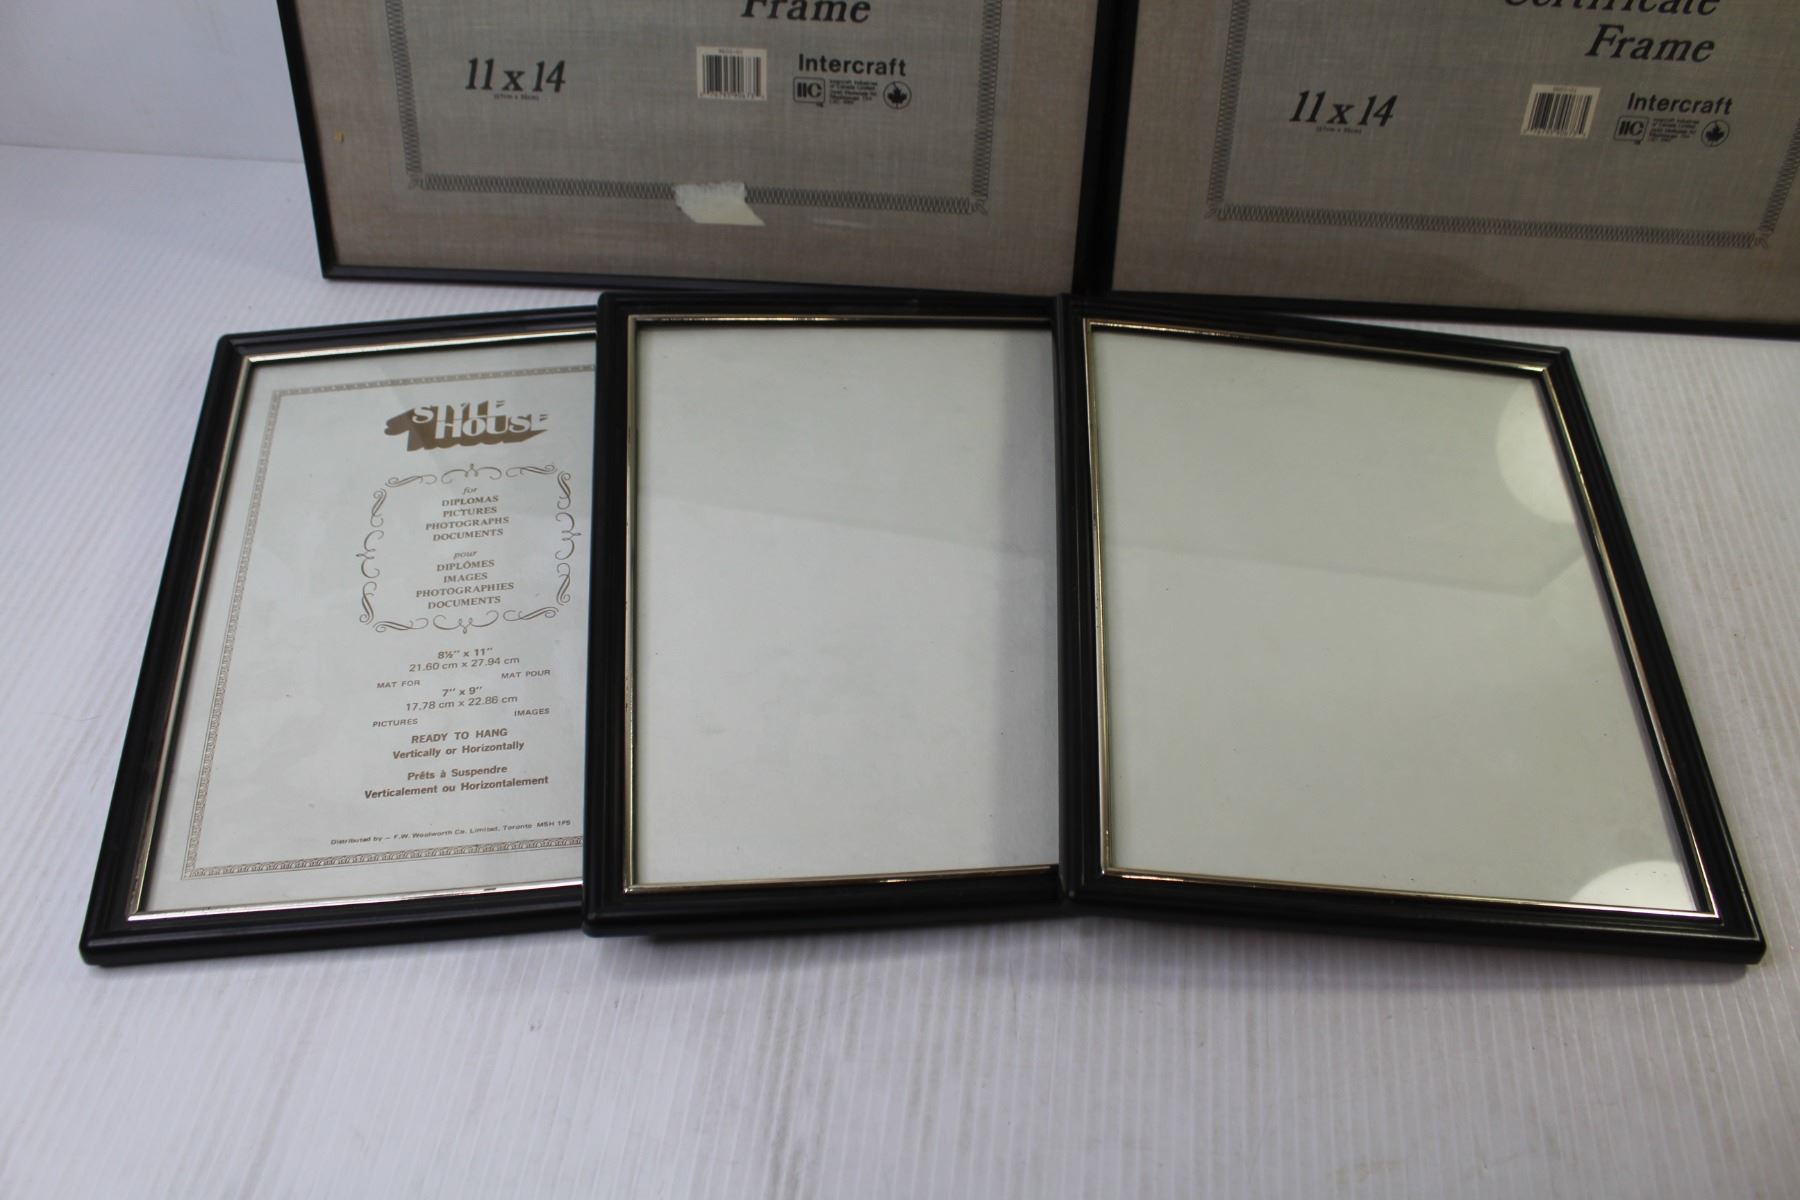 Frame
11 x 14
Intercraft
Certificate
Frame
11 x 14
Intercraft
STYLE
HOUSE
for
DIPLOMAS
PICTURES
PHOTOGRAPHS
DOCUMENTS
pour
DIPLÔMES
IMAGES
PHOTOGRAPHIES
DOCUMENTS
8½" x 11"
21.60 cm x 27.94 cm
MAT FOR MAT POUR
7" x 9"
17.78 cm x 22.86 cm
PICTURES IMAGES
READY TO HANG
Vertically or Horizontally
Prêts à Suspendre
Verticalement ou Horizontalement
Distributed by — F.W. Woolworth Co. Limited, Toronto M5H 1P5